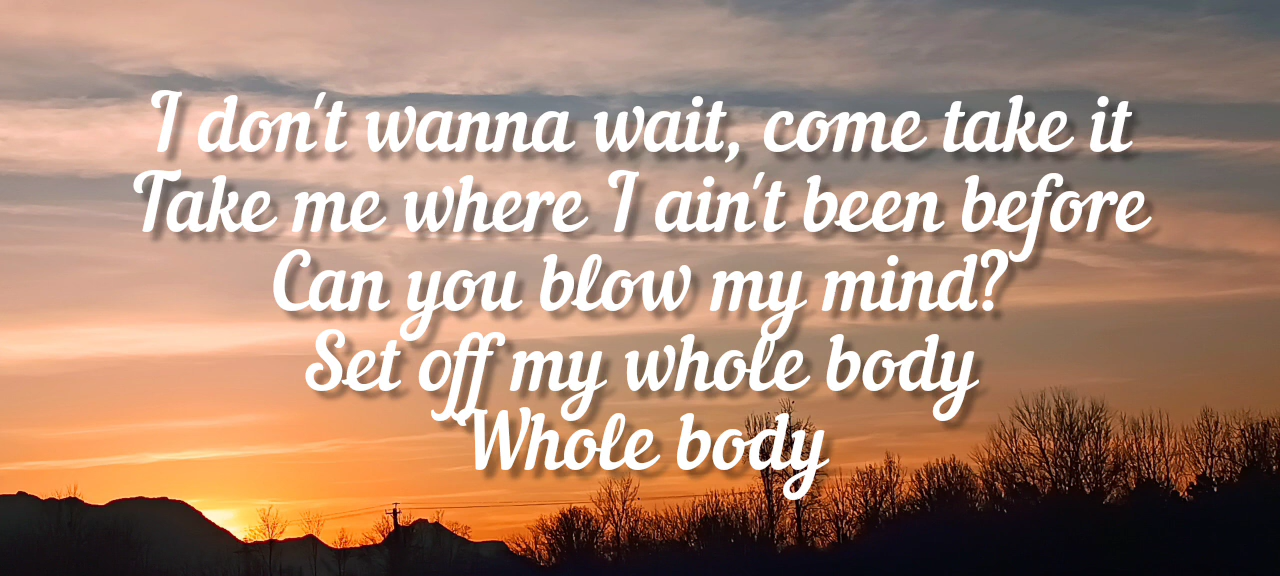 I don't wanna wait, come take it
Take me where I ain't been before
Can you blow my mind?
Set off my whole body
Whole body